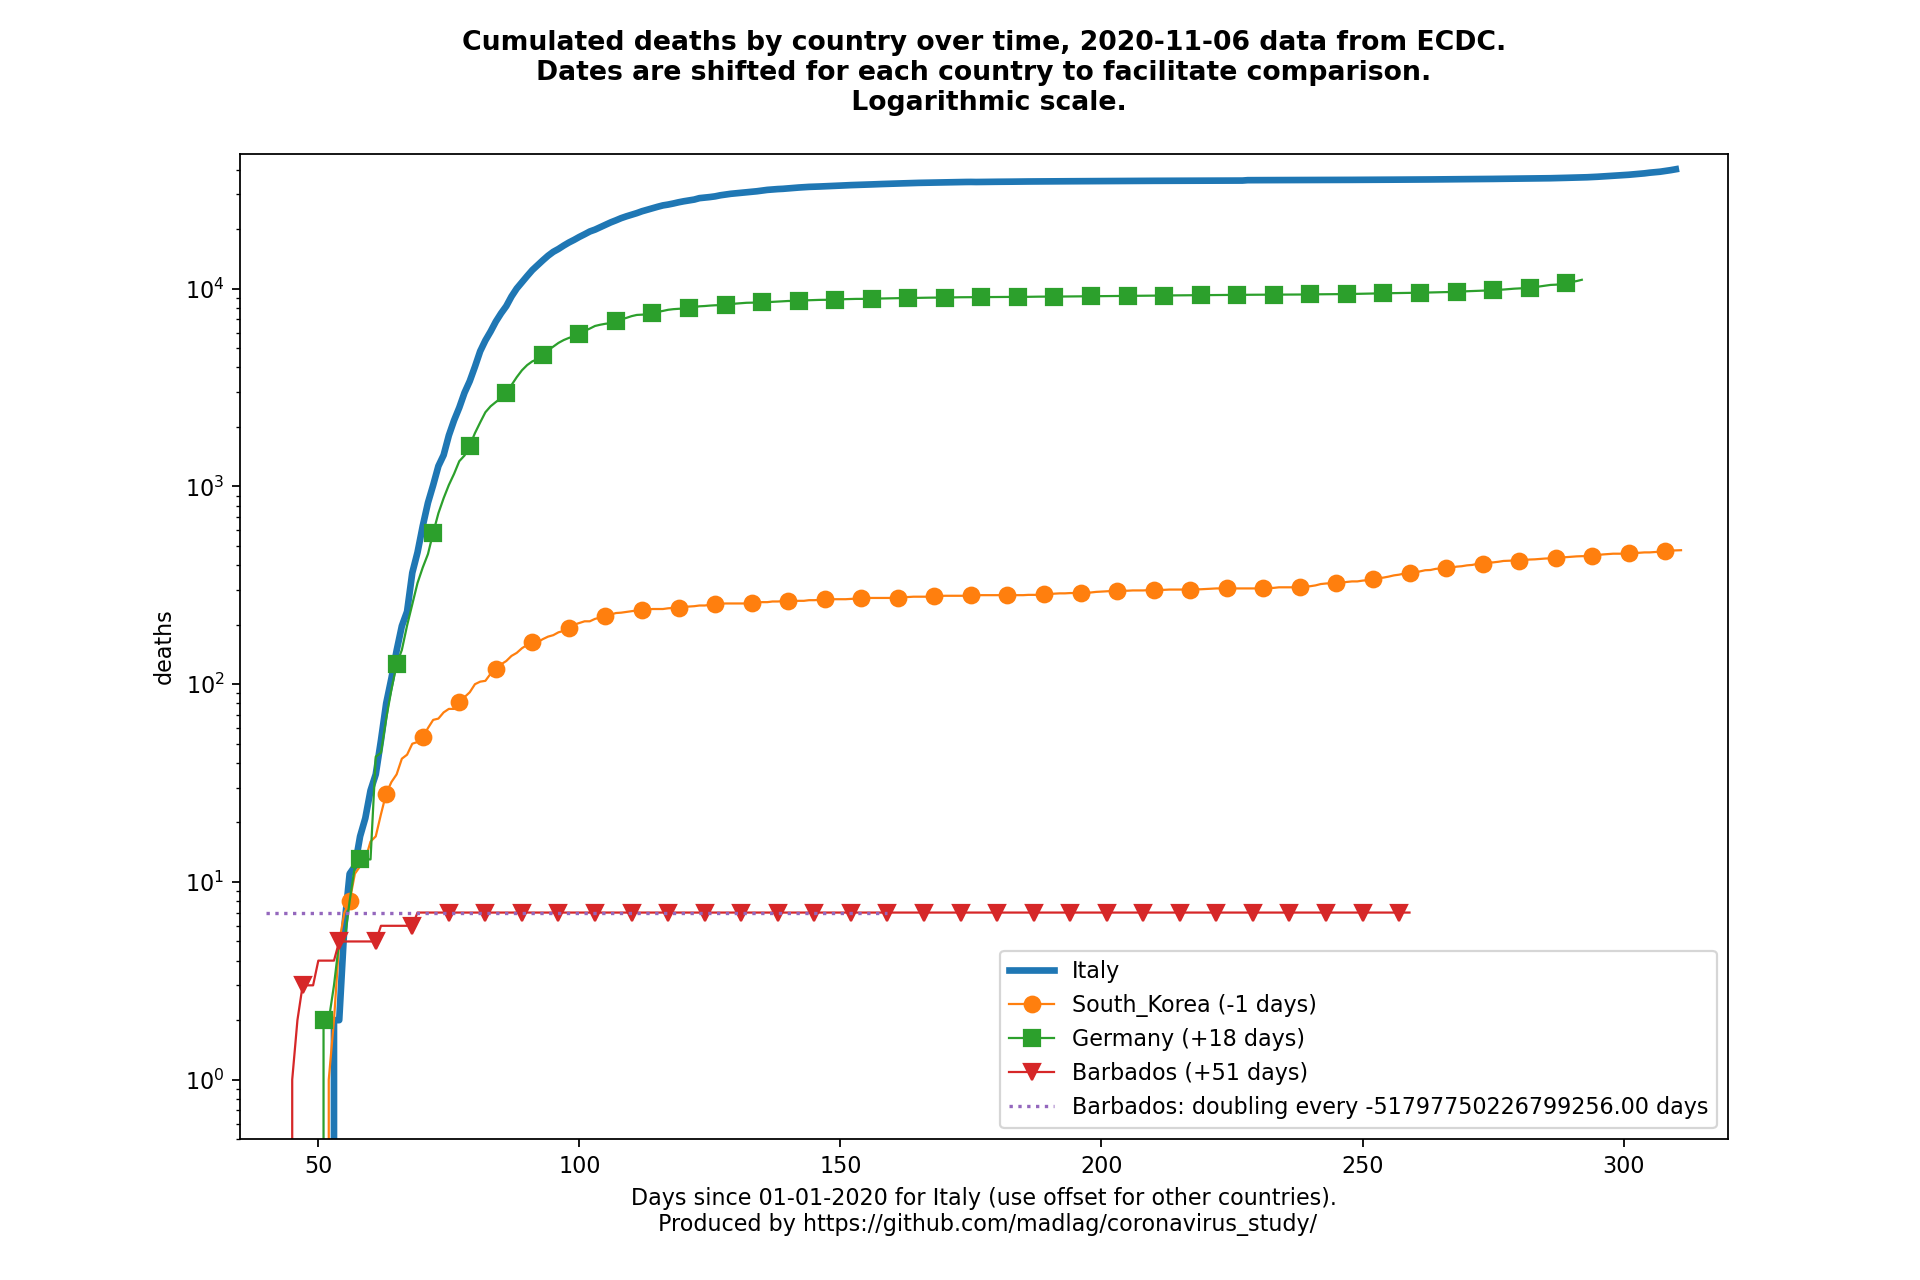 Cumulated deaths by country over time, 2020-11-06 data from ECDC.
Dates are shifted for each country to facilitate comparison.
Logarithmic scale.
deaths
10^4
10^3
10^2
10^1
10^0
50 100 150 200 250 300
Italy
South_Korea (-1 days)
Germany (+18 days)
Barbados (+51 days)
Barbados: doubling every -51797750226799256.00 days
Days since 01-01-2020 for Italy (use offset for other countries).
Produced by https://github.com/madlag/coronavirus_study/